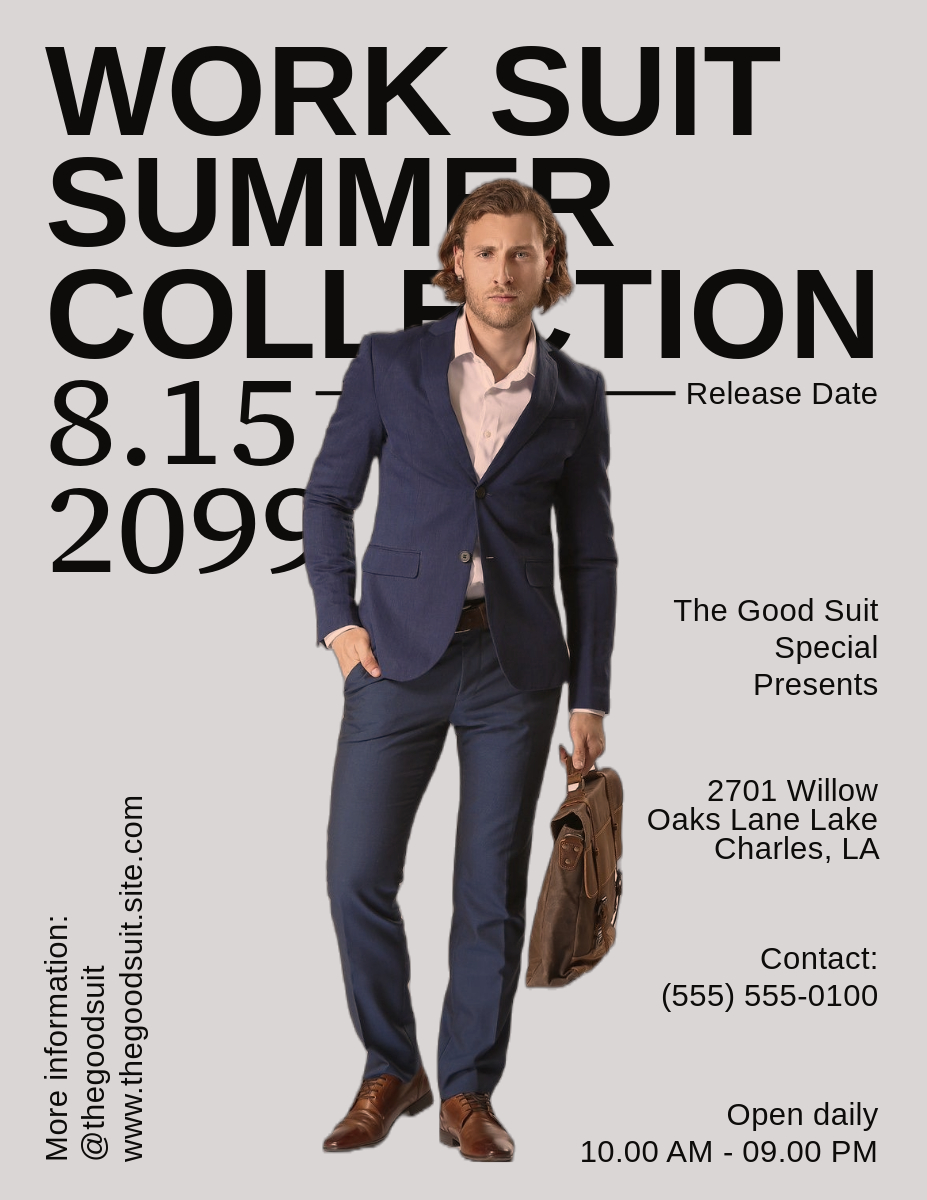 WORK SUIT
SUMMER
COLLECTION
8.15
Release Date
2099
The Good Suit
Special
Presents
2701 Willow
Oaks Lane Lake
Charles, LA
Contact:
(555) 555-0100
Open daily
10.00 AM - 09.00 PM
More information:
@thegoodsuit
www.thegoodsuit.site.com